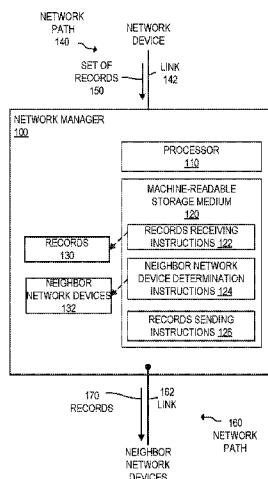 NETWORK
PATH
140
NETWORK
DEVICE
SET OF
RECORDS
150
LINK
142
NETWORK MANAGER
100
PROCESSOR
110
MACHINE-READABLE
STORAGE MEDIUM
120
RECORDS RECEIVING
INSTRUCTIONS 122
RECORDS
130
NEIGHBOR NETWORK
DEVICE DETERMINATION
INSTRUCTIONS 124
NEIGHBOR
NETWORK DEVICES
132
RECORDS SENDING
INSTRUCTIONS 126
170
RECORDS
162
LINK
160
NETWORK
PATH
NEIGHBOR
NETWORK
DEVICES